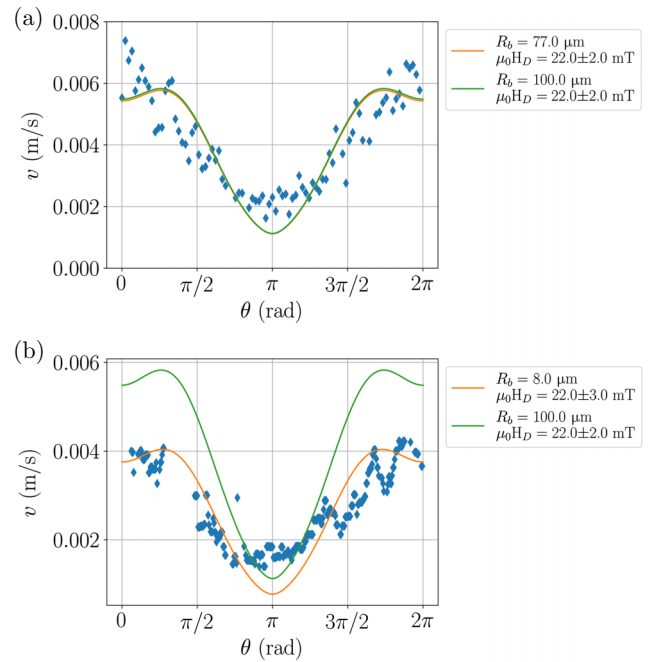 (a)
0.008
0.006
0.004
0.002
0.000
v (m/s)
0
π/2
π
3π/2
2π
θ (rad)
R_b = 77.0 μm
μ₀H_D = 22.0±2.0 mT
R_b = 100.0 μm
μ₀H_D = 22.0±2.0 mT
(b)
0.006
0.004
0.002
v (m/s)
0
π/2
π
3π/2
2π
θ (rad)
R_b = 8.0 μm
μ₀H_D = 22.0±3.0 mT
R_b = 100.0 μm
μ₀H_D = 22.0±2.0 mT